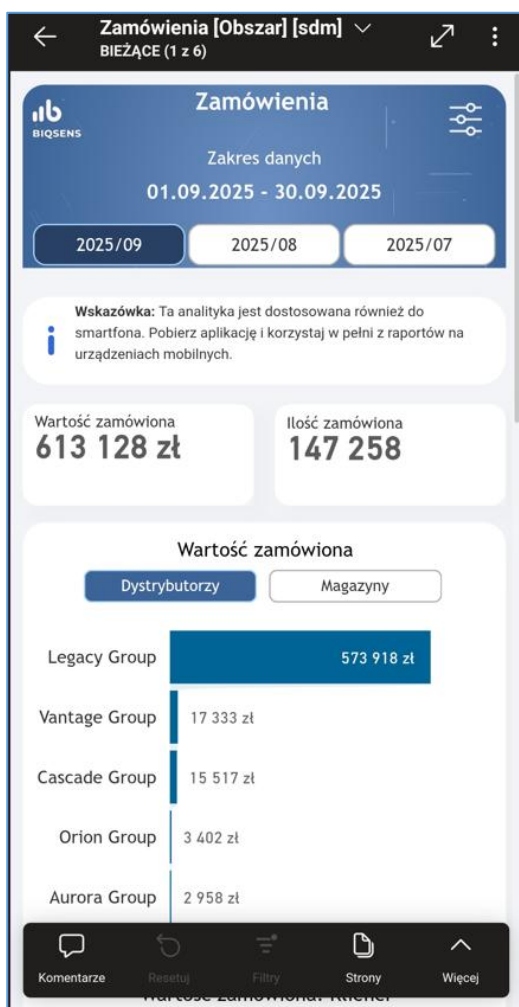 Zamówienia [Obszar] [sdm]
BIEŻĄCE (1 z 6)
BIQSENS
Zamówienia
Zakres danych
01.09.2025 - 30.09.2025
2025/09 2025/08 2025/07
Wskazówka: Ta analityka jest dostosowana również do
smartfona. Pobierz aplikację i korzystaj w pełni z raportów na
urządzeniach mobilnych.
Wartość zamówiona Ilość zamówiona
613 128 zł 147 258
Wartość zamówiona
Dystrybutorzy Magazyny
Legacy Group 573 918 zł
Vantage Group 17 333 zł
Cascade Group 15 517 zł
Orion Group 3 402 zł
Aurora Group 2 958 zł
Komentarze Resetuj Filtry Strony Więcej